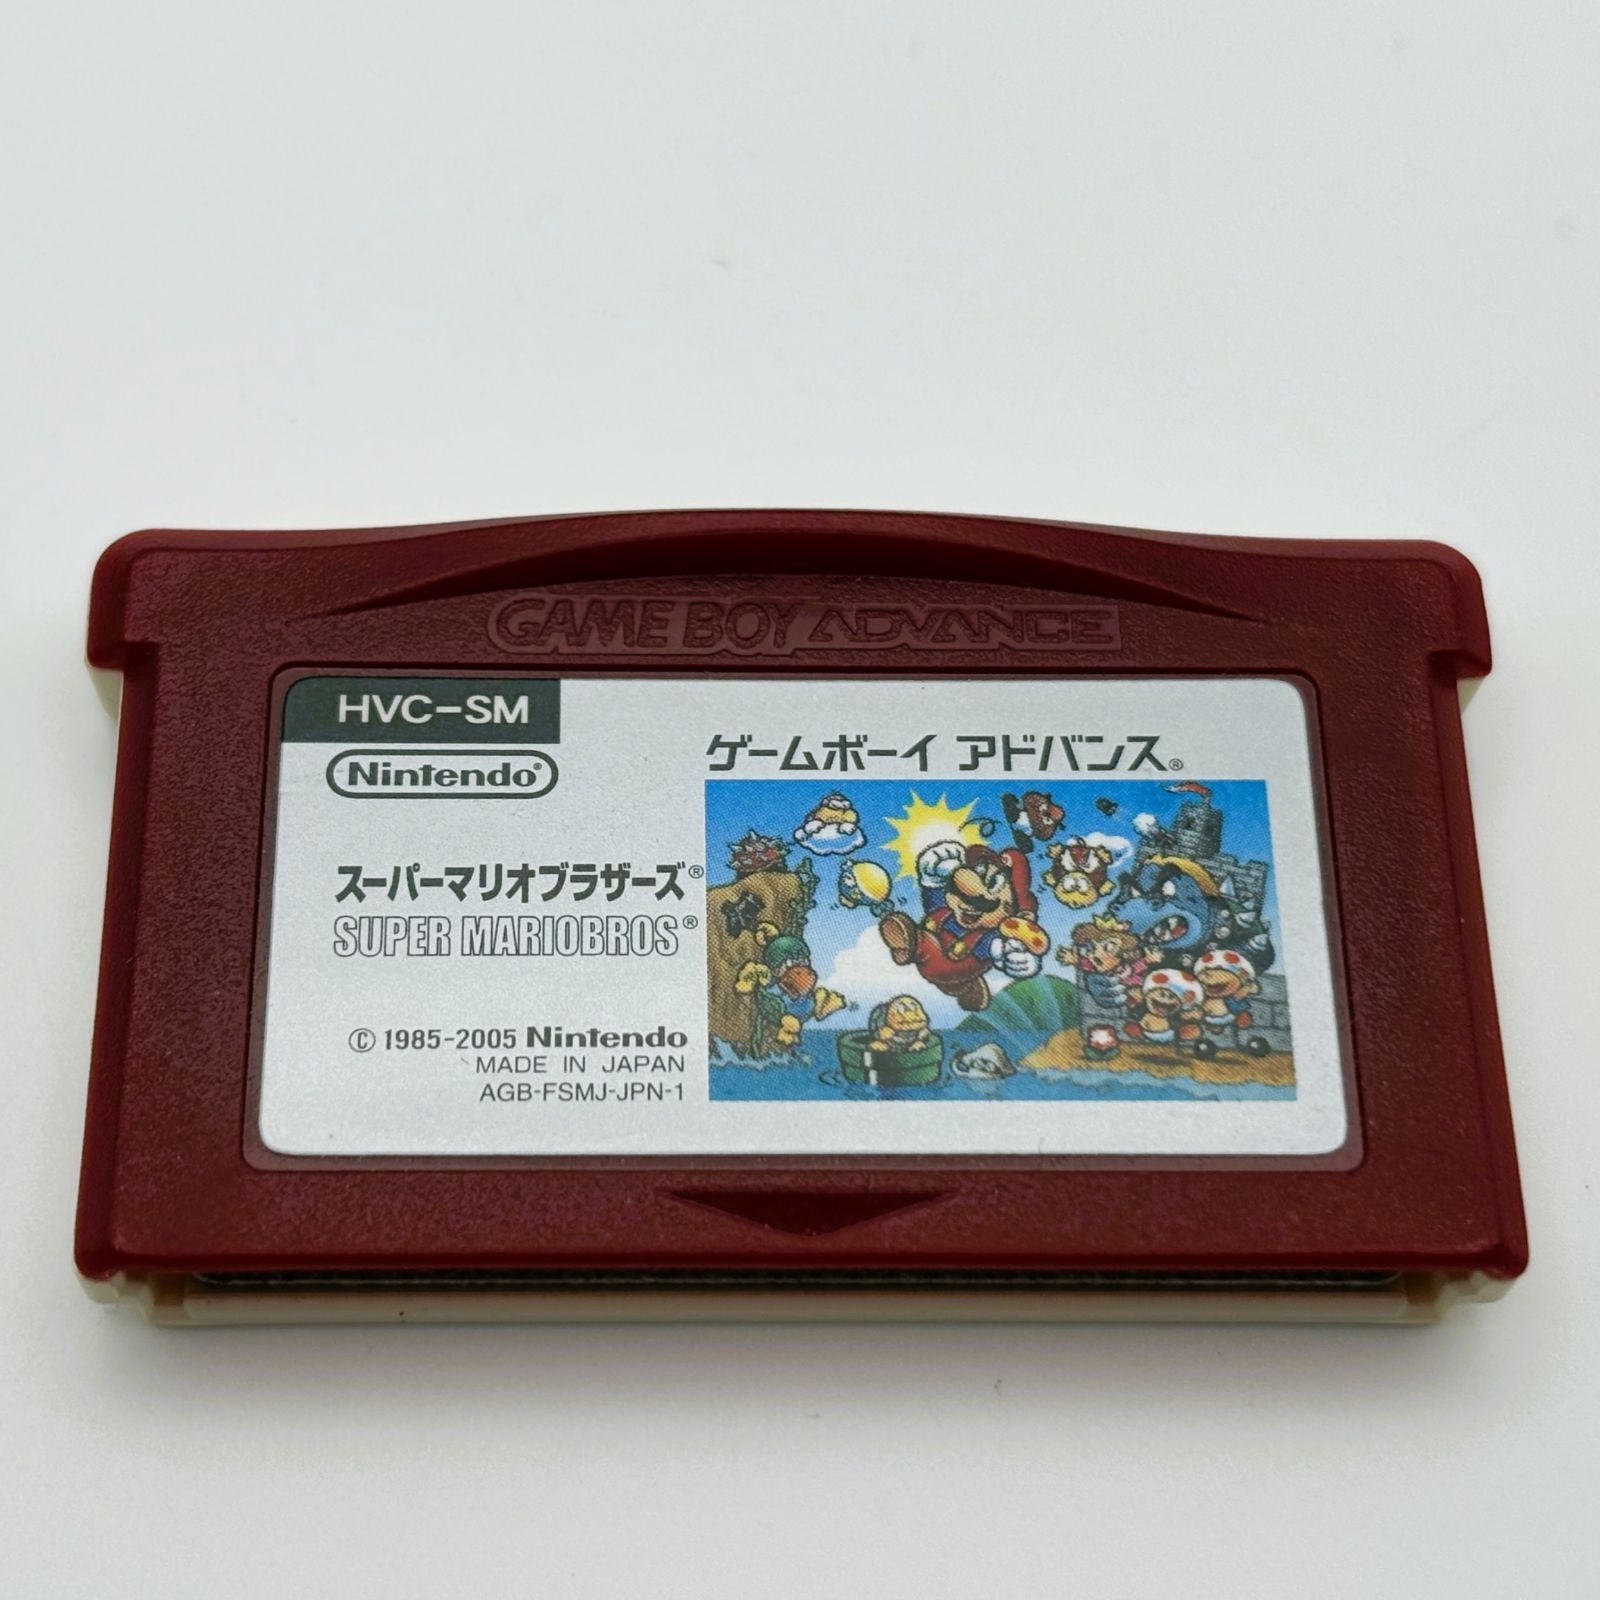 GAME BOY ADVANCE
HVC-SM
Nintendo®
ゲームボーイ アドバンス®
スーパーマリオブラザーズ®
SUPER MARIOBROS®
© 1985-2005 Nintendo
MADE IN JAPAN
AGB-FSMJ-JPN-1